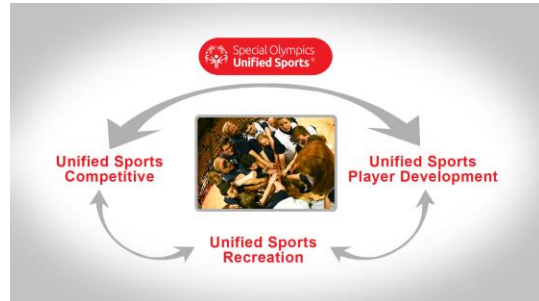 Special Olympics
Unified Sports®
Unified Sports
Competitive
Unified Sports
Player Development
Unified Sports
Recreation